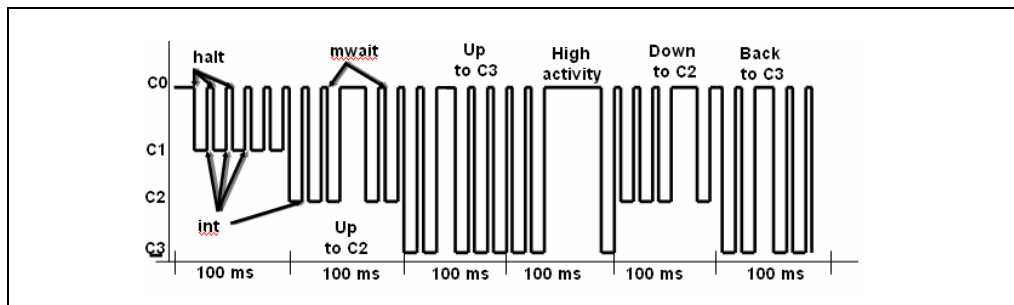 halt
mwait
Up
to C3
High
activity
Down
to C2
Back
to C3
C0
C1
C2
C3
int
Up
to C2
100 ms
100 ms
100 ms
100 ms
100 ms
100 ms